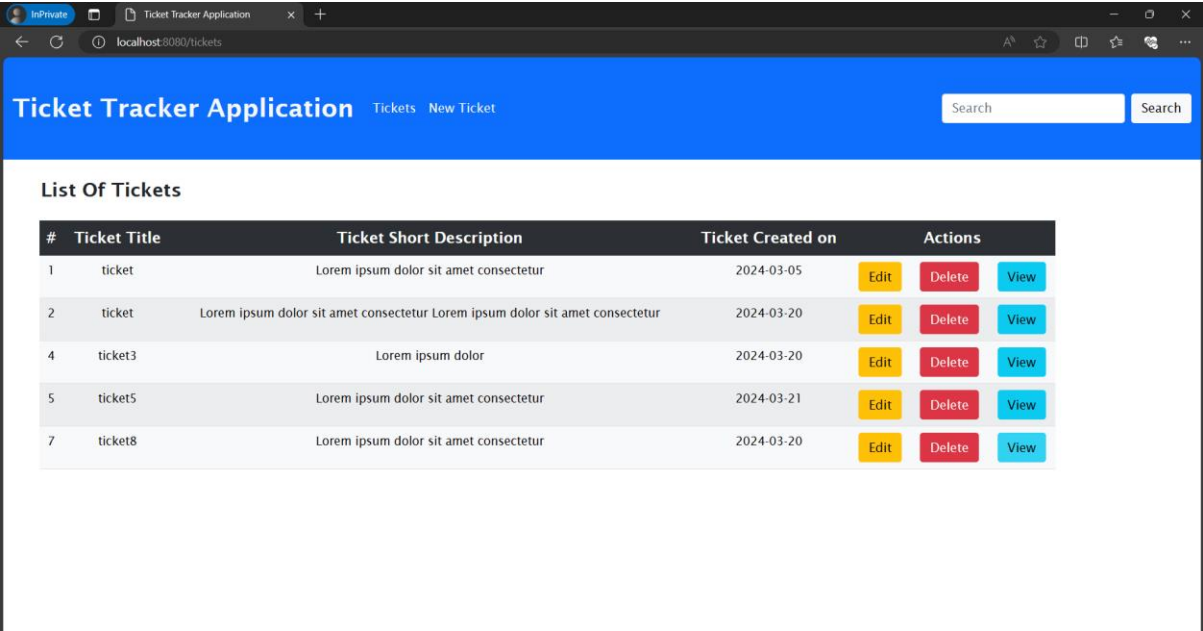 InPrivate Ticket Tracker Application
localhost:8080/tickets
Ticket Tracker Application Tickets New Ticket Search Search
List Of Tickets
# Ticket Title Ticket Short Description Ticket Created on Actions
1 ticket Lorem ipsum dolor sit amet consectetur 2024-03-05 Edit Delete View
2 ticket Lorem ipsum dolor sit amet consectetur Lorem ipsum dolor sit amet consectetur 2024-03-20 Edit Delete View
4 ticket3 Lorem ipsum dolor 2024-03-20 Edit Delete View
5 ticket5 Lorem ipsum dolor sit amet consectetur 2024-03-21 Edit Delete View
7 ticket8 Lorem ipsum dolor sit amet consectetur 2024-03-20 Edit Delete View